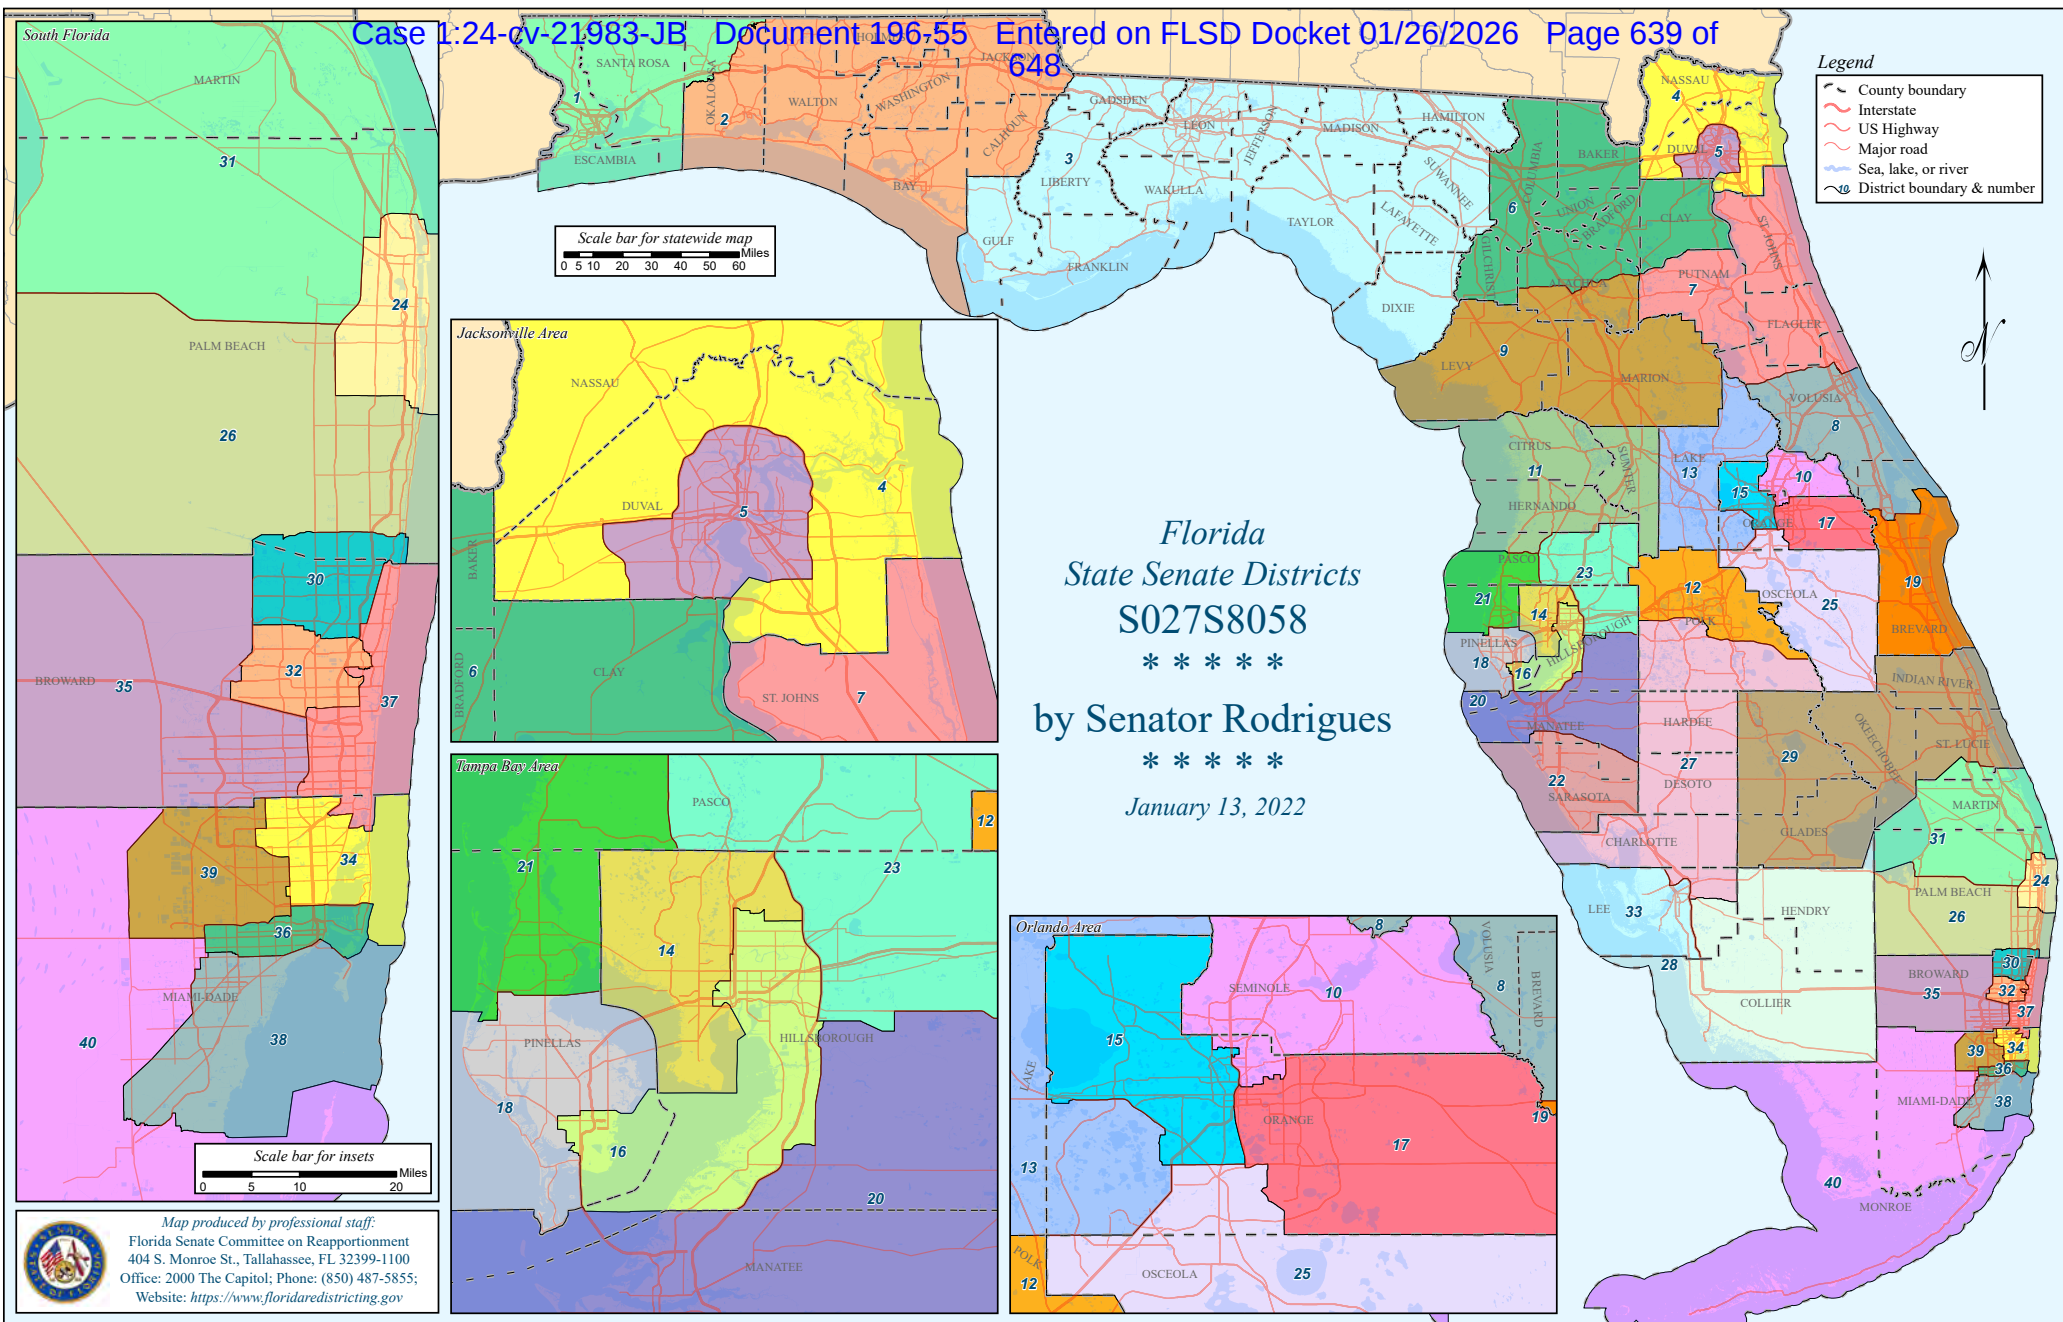 Case 1:24-cv-21983-JB Document 196-55 Entered on FLSD Docket 01/26/2026 Page 639 of
648
South Florida
MARTIN
31
24
PALM BEACH
26
30
32
BROWARD
35
37
39
34
36
MIAMI-DADE
40
38
Scale bar for insets
Miles
0 5 10 20
Map produced by professional staff:
Florida Senate Committee on Reapportionment
404 S. Monroe St., Tallahassee, FL 32399-1100
Office: 2000 The Capitol; Phone: (850) 487-5855;
Website: https://www.floridaredistricting.gov
Scale bar for statewide map
Miles
0 5 10 20 30 40 50 60
Jacksonville Area
NASSAU
4
DUVAL
5
BAKER
BRADFORD
6
CLAY
ST. JOHNS
7
Tampa Bay Area
PASCO
12
21
23
14
PINELLAS
HILLSBOROUGH
18
16
20
MANATEE
Florida
State Senate Districts
S027S8058
* * * * *
by Senator Rodrigues
* * * * *
January 13, 2022
Orlando Area
8
VOLUSIA
SEMINOLE
10
8
BREVARD
15
LAKE
19
ORANGE
17
13
POLK
12
OSCEOLA
25
Legend
County boundary
Interstate
US Highway
Major road
Sea, lake, or river
10 District boundary & number
N
SANTA ROSA
1
ESCAMBIA
OKALOOSA
2
WALTON
HOLMES
WASHINGTON
JACKSON
CALHOUN
BAY
GULF
GADSDEN
3
LIBERTY
LEON
WAKULLA
FRANKLIN
JEFFERSON
MADISON
HAMILTON
TAYLOR
SUWANNEE
LAFAYETTE
DIXIE
COLUMBIA
BAKER
6
UNION
BRADFORD
CLAY
GILCHRIST
ALACHUA
NASSAU
4
DUVAL
5
ST. JOHNS
PUTNAM
7
FLAGLER
9
LEVY
MARION
VOLUSIA
8
CITRUS
11
SUMTER
LAKE
13
10
15
HERNANDO
ORANGE
17
PASCO
23
12
19
21
14
OSCEOLA
25
POLK
BREVARD
PINELLAS
HILLSBOROUGH
18
16
20
MANATEE
HARDEE
INDIAN RIVER
OKEECHOBEE
ST. LUCIE
27
29
22
SARASOTA
DESOTO
MARTIN
CHARLOTTE
GLADES
31
24
LEE
33
HENDRY
PALM BEACH
26
28
30
BROWARD
35
32
COLLIER
37
39
34
36
MIAMI-DADE
38
40
MONROE